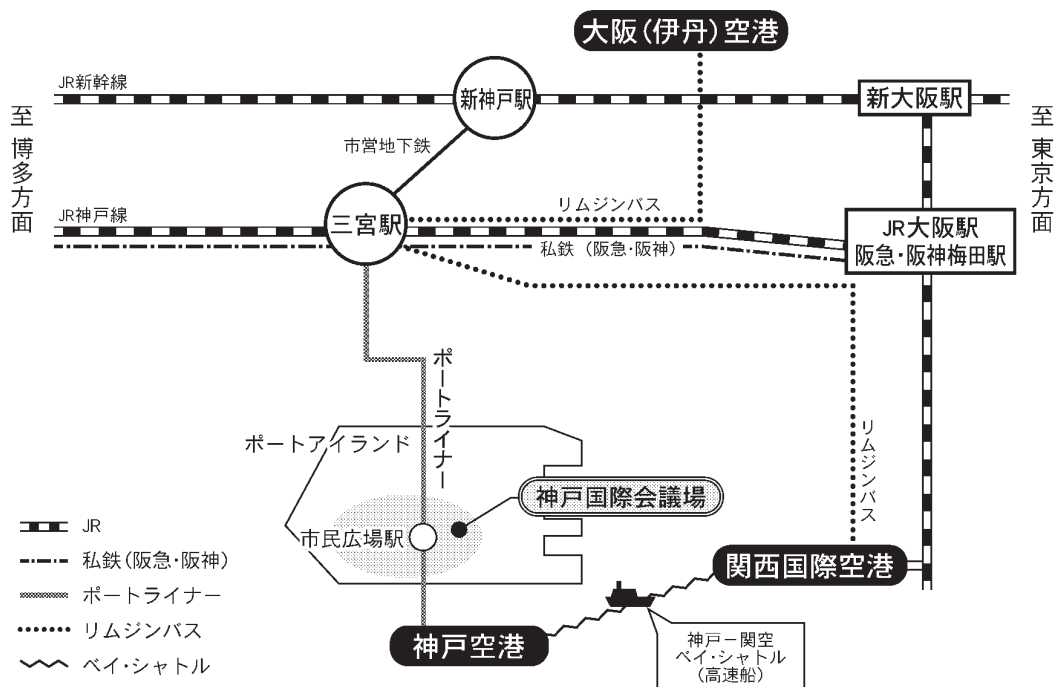 大阪(伊丹)空港
JR新幹線
新神戸駅
新大阪駅
至 博多方面
至 東京方面
市営地下鉄
JR神戸線
三宮駅
リムジンバス
私鉄(阪急・阪神)
JR大阪駅
阪急・阪神梅田駅
ポートライナー
リムジンバス
ポートアイランド
神戸国際会議場
市民広場駅
関西国際空港
神戸空港
神戸－関空
ベイ・シャトル
(高速船)
JR
私鉄(阪急・阪神)
ポートライナー
リムジンバス
ベイ・シャトル